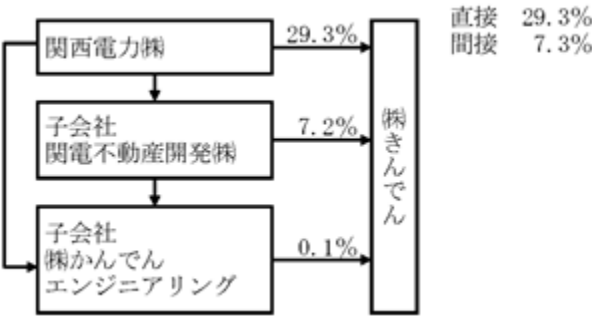 関西電力㈱
29.3%
直接 29.3%
間接 7.3%
子会社
関電不動産開発㈱
7.2%
㈱きんでん
子会社
㈱かんでん
エンジニアリング
0.1%